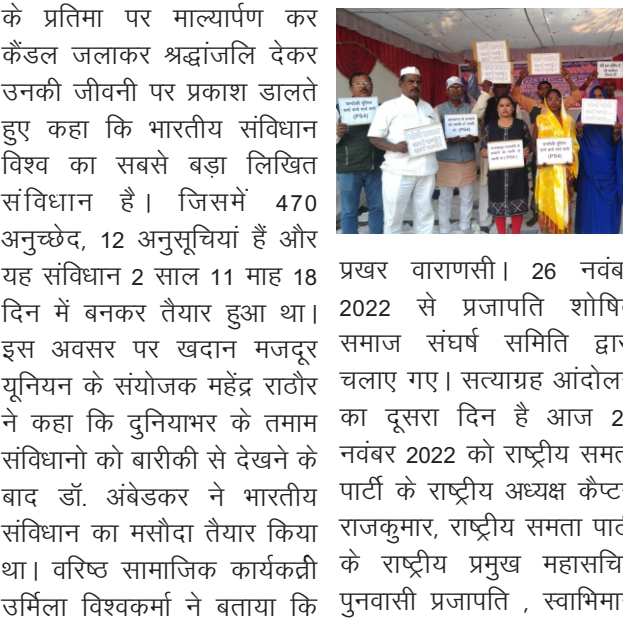 के प्रतिमा पर माल्यार्पण कर
कैंडल जलाकर श्रद्धांजलि देकर
उनकी जीवनी पर प्रकाश डालते
हुए कहा कि भारतीय संविधान
विश्व का सबसे बड़ा लिखित
संविधान है। जिसमें 470
अनुच्छेद, 12 अनुसूचियां हैं और
यह संविधान 2 साल 11 माह 18
दिन में बनकर तैयार हुआ था।
इस अवसर पर खदान मजदूर
यूनियन के संयोजक महेंद्र राठौर
ने कहा कि दुनियाभर के तमाम
संविधानो को बारीकी से देखने के
बाद डॉ. अंबेडकर ने भारतीय
संविधान का मसौदा तैयार किया
था। वरिष्ठ सामाजिक कार्यकर्त्री
उर्मिला विश्वकर्मा ने बताया कि
(PS4)
(PS4)
(PS4)
(PS4)
प्रखर वाराणसी। 26
2022 से प्रजापति
समाज संघर्ष समिति
चलाए गए। सत्याग्रह
का दूसरा दिन है आज
नवंबर 2022 को राष्ट्रीय
पार्टी के राष्ट्रीय अध्यक्ष
राजकुमार, राष्ट्रीय समता
के राष्ट्रीय प्रमुख
पुनवासी प्रजापति ,